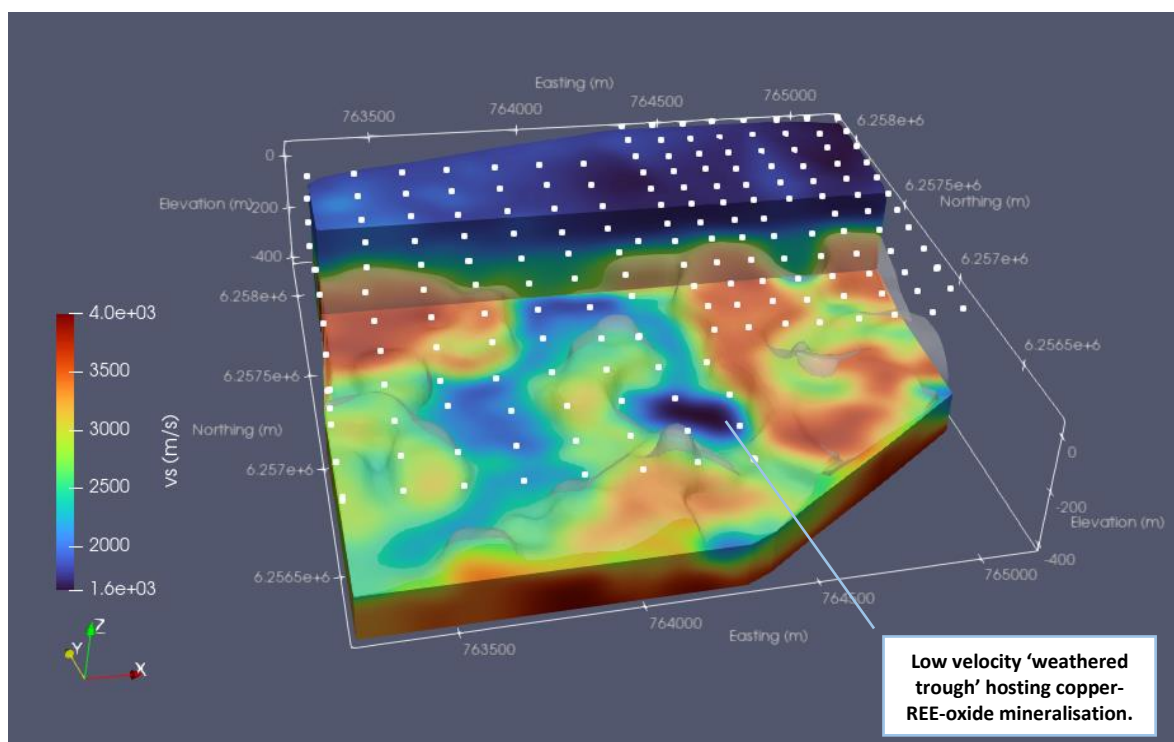 Easting (m)
763500
764000
764500
765000
6.258e+6
6.2575e+6
Northing (m)
6.257e+6
6.2565e+6
0
Elevation (m)
-200
-400
6.258e+6
6.2575e+6
Northing (m)
6.257e+6
6.2565e+6
763500
764000
Easting (m)
764500
765000
0
-200
Elevation (m)
-400
4.0e+03
3500
3000
2500
2000
1.6e+03
vs (m/s)
Z
Y
X
Low velocity ‘weathered
trough’ hosting copper-
REE-oxide mineralisation.